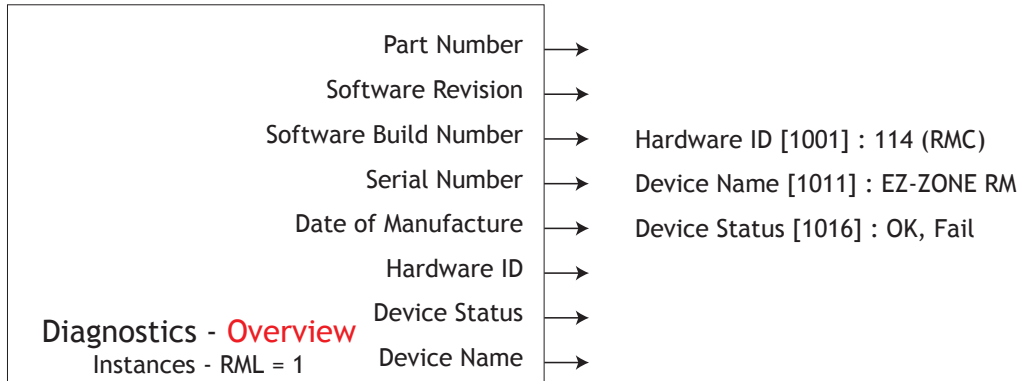 Part Number
Software Revision
Software Build Number
Serial Number
Date of Manufacture
Hardware ID
Device Status
Device Name
Diagnostics - Overview
Instances - RML = 1
Hardware ID [1001] : 114 (RMC)
Device Name [1011] : EZ-ZONE RM
Device Status [1016] : OK, Fail